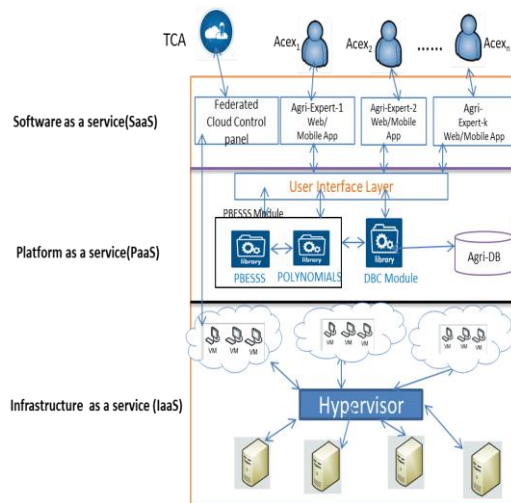 TCA
Acex1
Acex2
......
Acexn
Software as a service(SaaS)
Federated
Cloud Control
panel
Agri-Expert-1
Web/
Mobile App
Agri-Expert-2
Web/Mobile
App
Agri-
Expert-k
Web/Mobile App
User Interface Layer
PBESSS Module
Platform as a service(PaaS)
library
library
library
PBESSS
POLYNOMIALS
DBC Module
Agri-DB
VM VM VM
VM VM VM
VM VM VM
Infrastructure as a service (IaaS)
Hypervisor